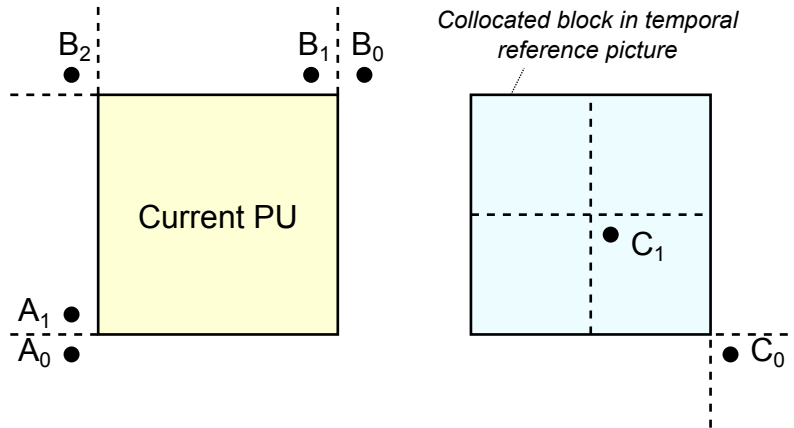 Collocated block in temporal
reference picture
B₂
B₁
B₀
Current PU
C₁
A₁
A₀
C₀